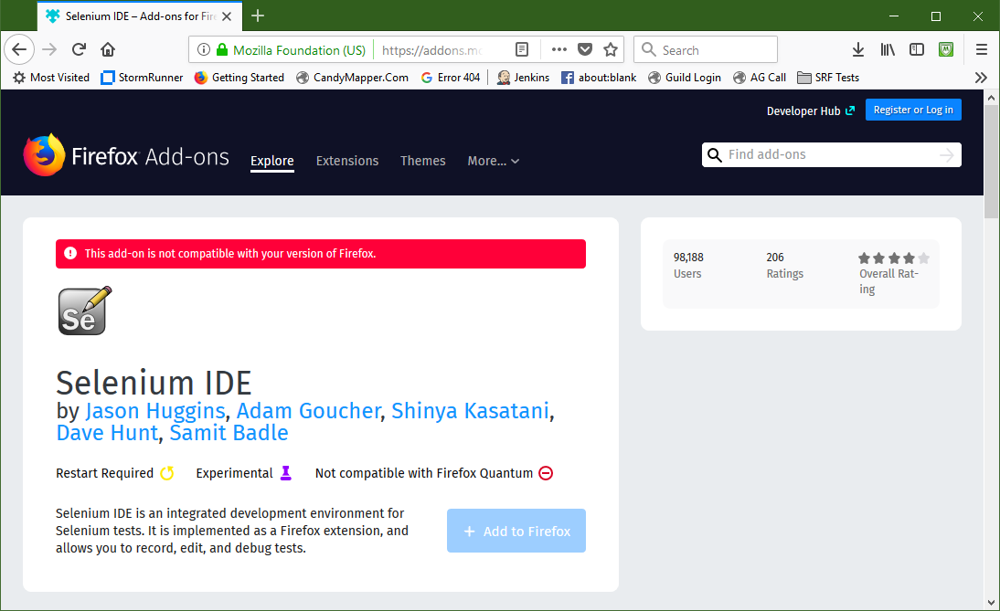 Selenium IDE – Add-ons for Fire
Mozilla Foundation (US)
https://addons.mo
Search
Most Visited
StormRunner
Getting Started
CandyMapper.Com
Error 404
Jenkins
about:blank
Guild Login
AG Call
SRF Tests
Developer Hub
Register or Log in
Firefox Add-ons
Explore
Extensions
Themes
More...
Find add-ons
This add-on is not compatible with your version of Firefox.
98,188
Users
206
Ratings
Overall Rat-
ing
Se
Selenium IDE
by Jason Huggins, Adam Goucher, Shinya Kasatani,
Dave Hunt, Samit Badle
Restart Required
Experimental
Not compatible with Firefox Quantum
Selenium IDE is an integrated development environment for
Selenium tests. It is implemented as a Firefox extension, and
allows you to record, edit, and debug tests.
+ Add to Firefox